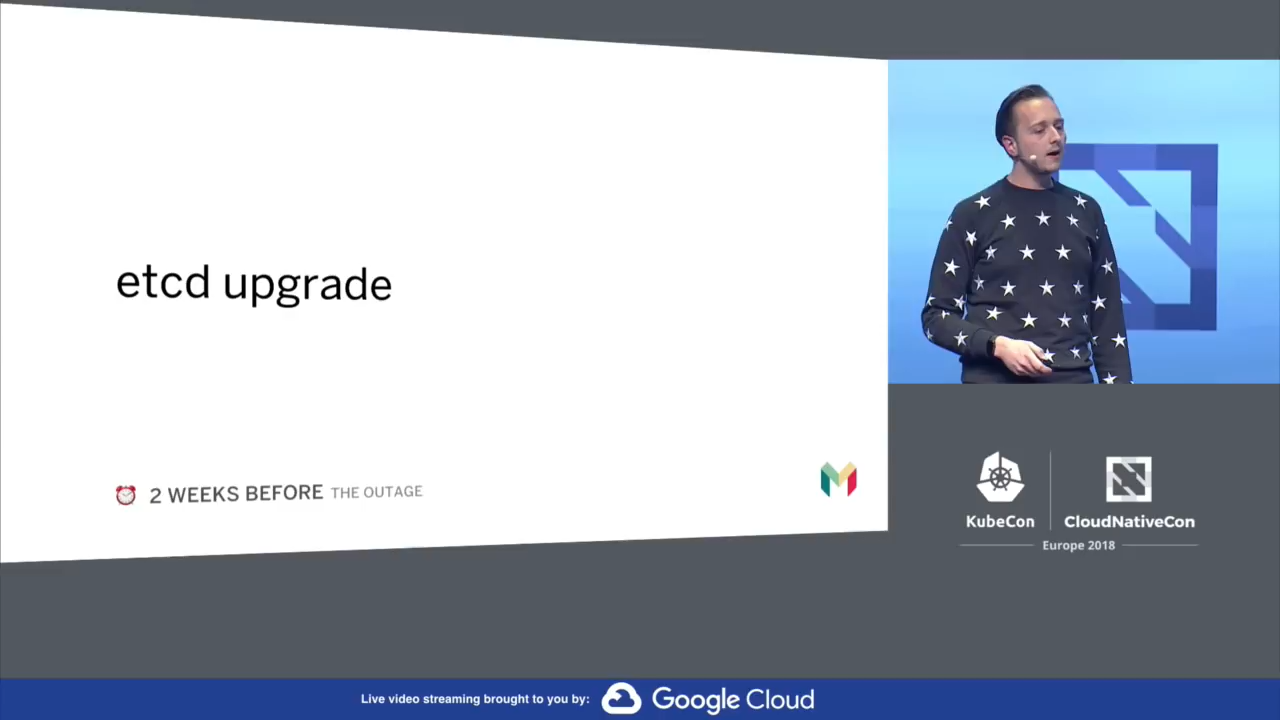 etcd upgrade
2 WEEKS BEFORE THE OUTAGE
KubeCon
CloudNativeCon
Europe 2018
Live video streaming brought to you by: Google Cloud